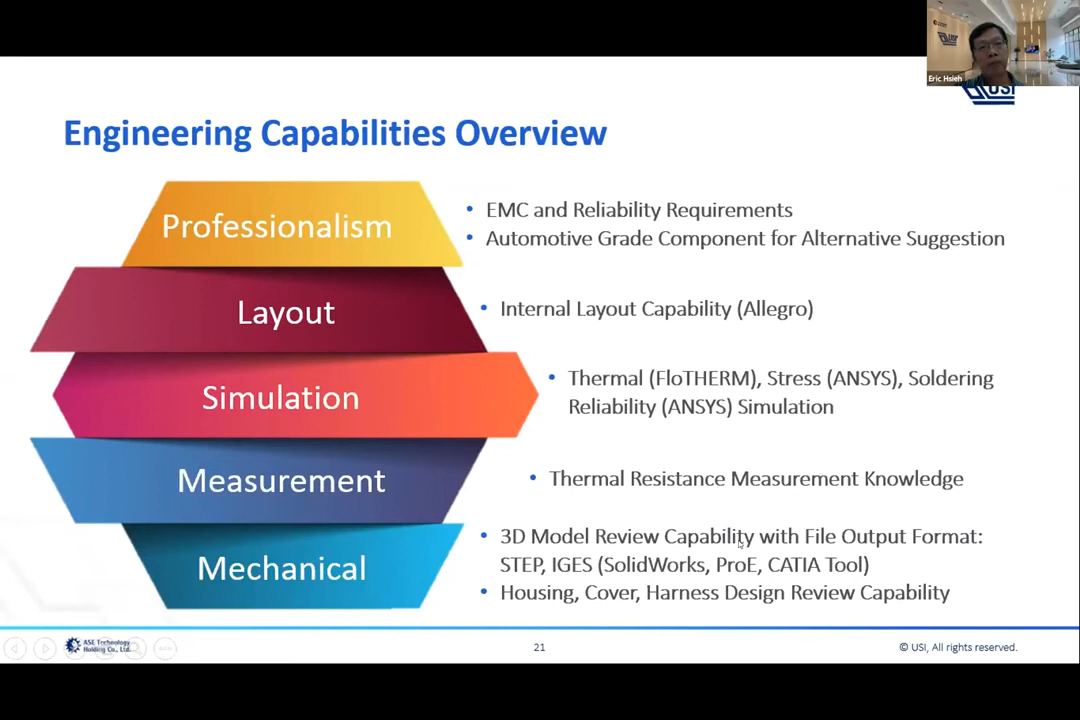 Eric Hsieh
USI
Engineering Capabilities Overview
Professionalism
• EMC and Reliability Requirements
• Automotive Grade Component for Alternative Suggestion
Layout
• Internal Layout Capability (Allegro)
Simulation
• Thermal (FloTHERM), Stress (ANSYS), Soldering
Reliability (ANSYS) Simulation
Measurement
• Thermal Resistance Measurement Knowledge
Mechanical
• 3D Model Review Capability with File Output Format:
STEP, IGES (SolidWorks, ProE, CATIA Tool)
• Housing, Cover, Harness Design Review Capability
ASE Technology
Holding Co., Ltd.
21
© USI, All rights reserved.